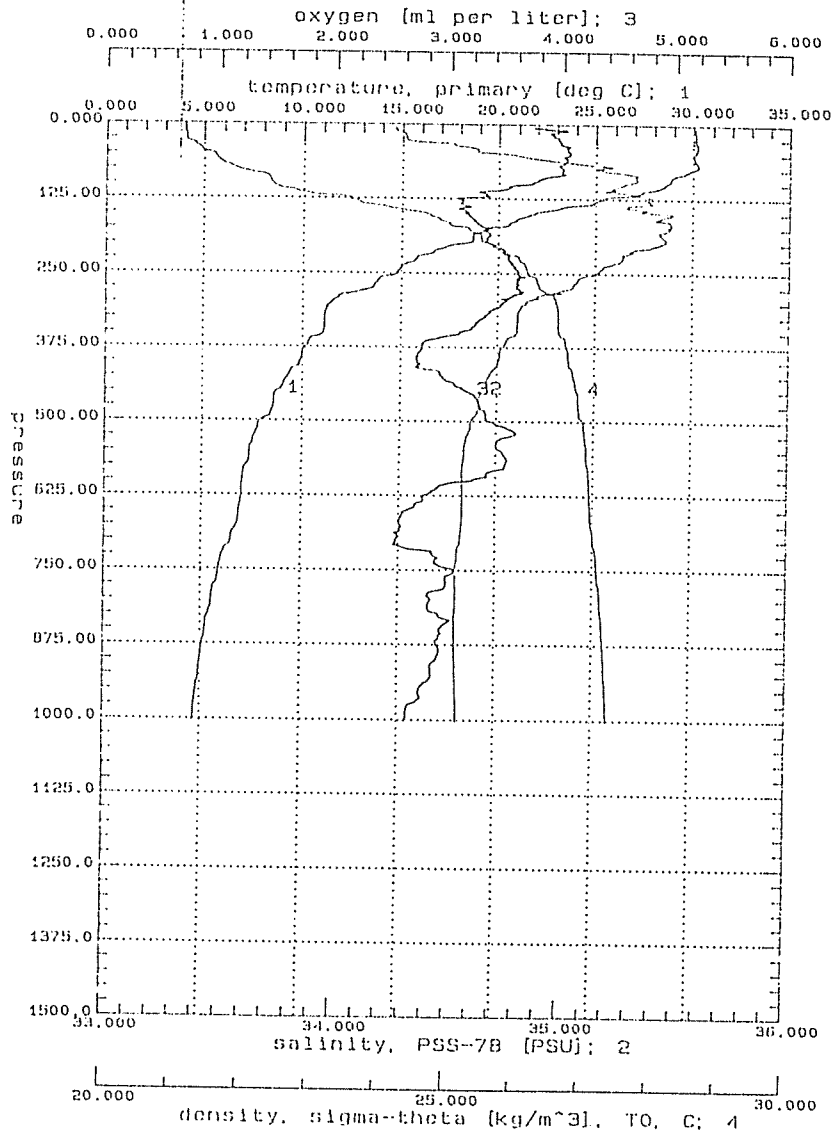 oxygen [ml per liter]; 3
0.000 1.000 2.000 3.000 4.000 5.000 6.000
temperature, primary [deg C]; 1
0.000 5.000 10.000 15.000 20.000 25.000 30.000 35.000
0.000
125.00
250.00
375.00
1 32 4
500.00
625.00
750.00
875.00
1000.0
1125.0
1250.0
1375.0
1500.0
pressure
33.000 34.000 35.000 36.000
salinity, PSS-78 [PSU]; 2
20.000 25.000 30.000
density, sigma-theta [kg/m^3], T0, C; 4